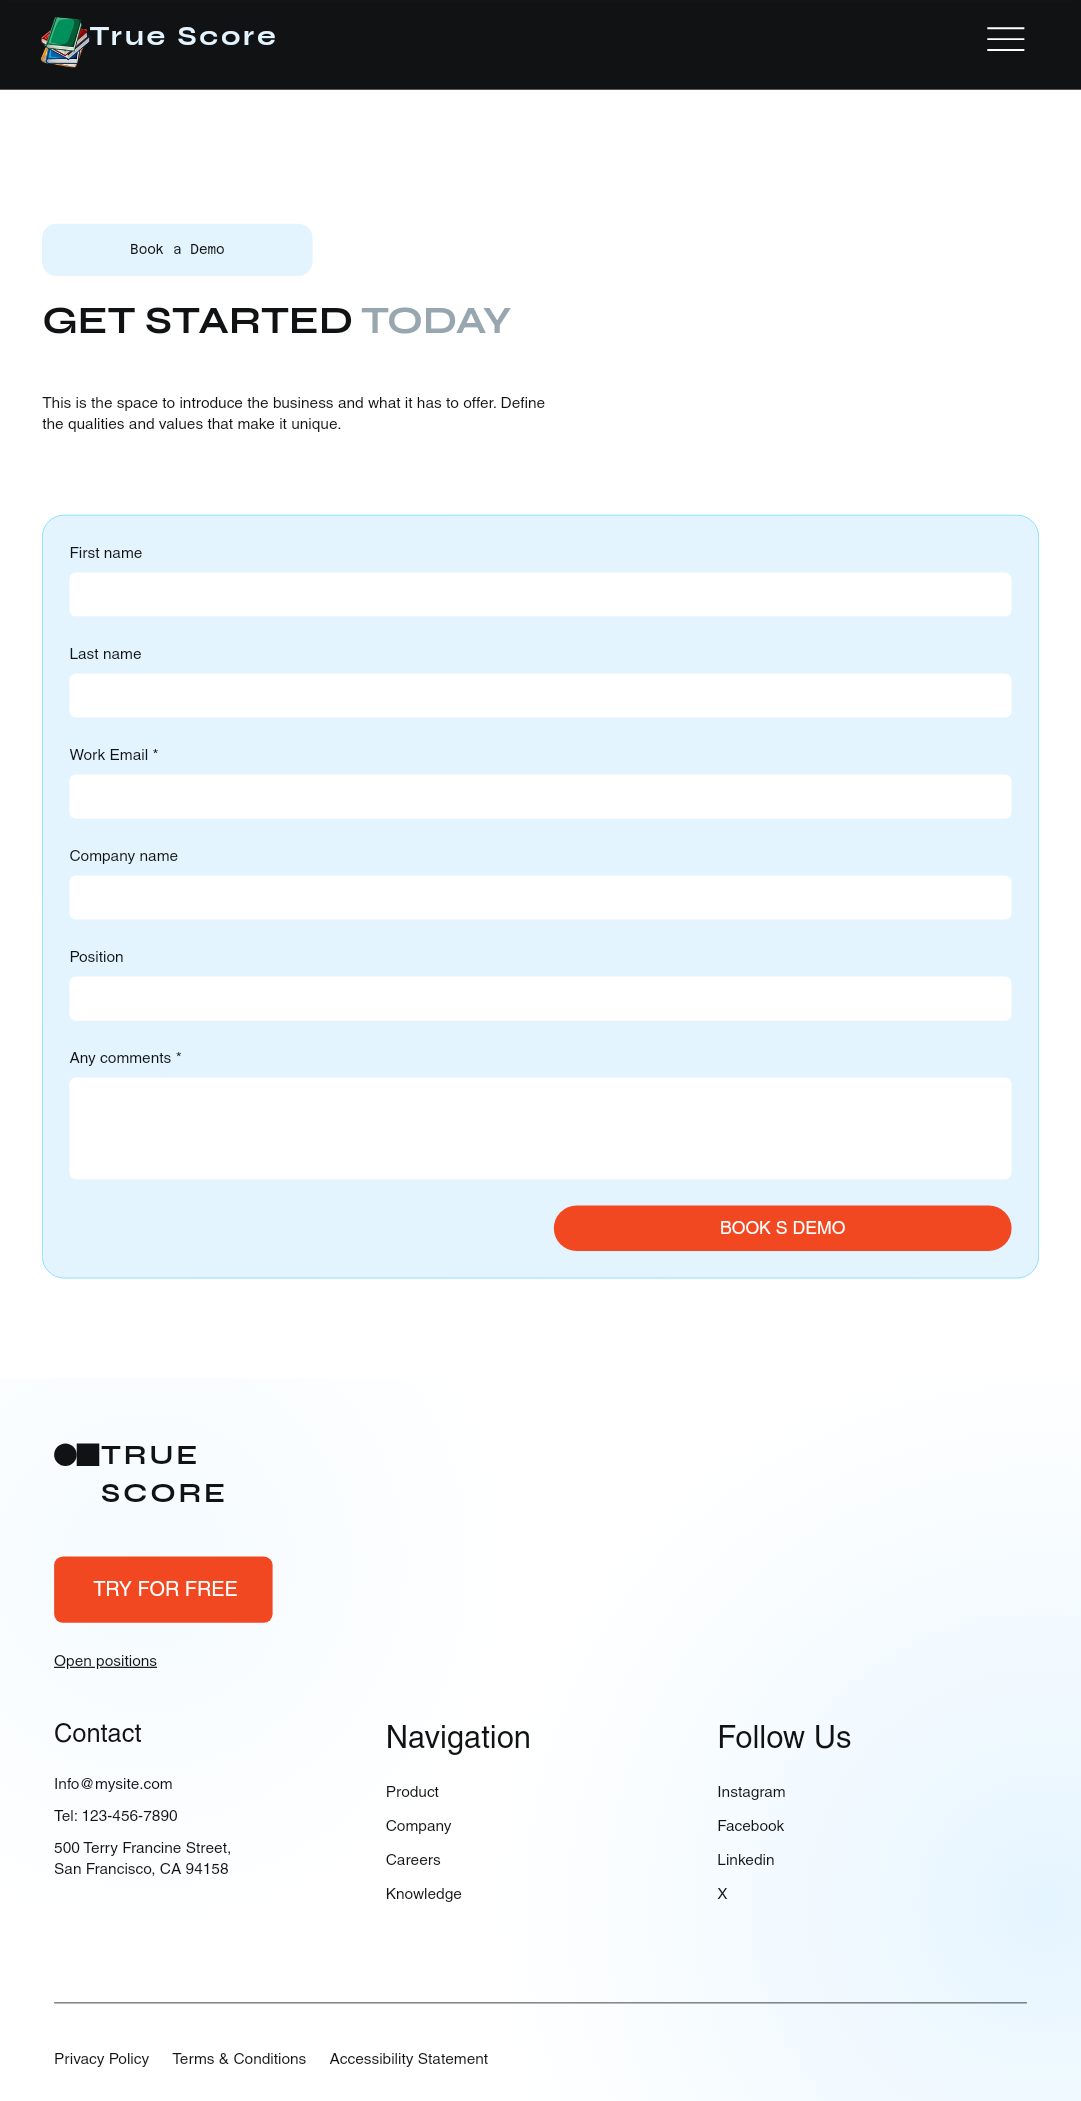 True Score
Book a Demo
GET STARTED TODAY
This is the space to introduce the business and what it has to offer. Define
the qualities and values that make it unique.
First name
Last name
Work Email *
Company name
Position
Any comments *
BOOK S DEMO
TRUE
SCORE
TRY FOR FREE
Open positions
Contact
Info@mysite.com
Tel: 123-456-7890
500 Terry Francine Street,
San Francisco, CA 94158
Navigation
Product
Company
Careers
Knowledge
Follow Us
Instagram
Facebook
Linkedin
X
Privacy Policy Terms & Conditions Accessibility Statement